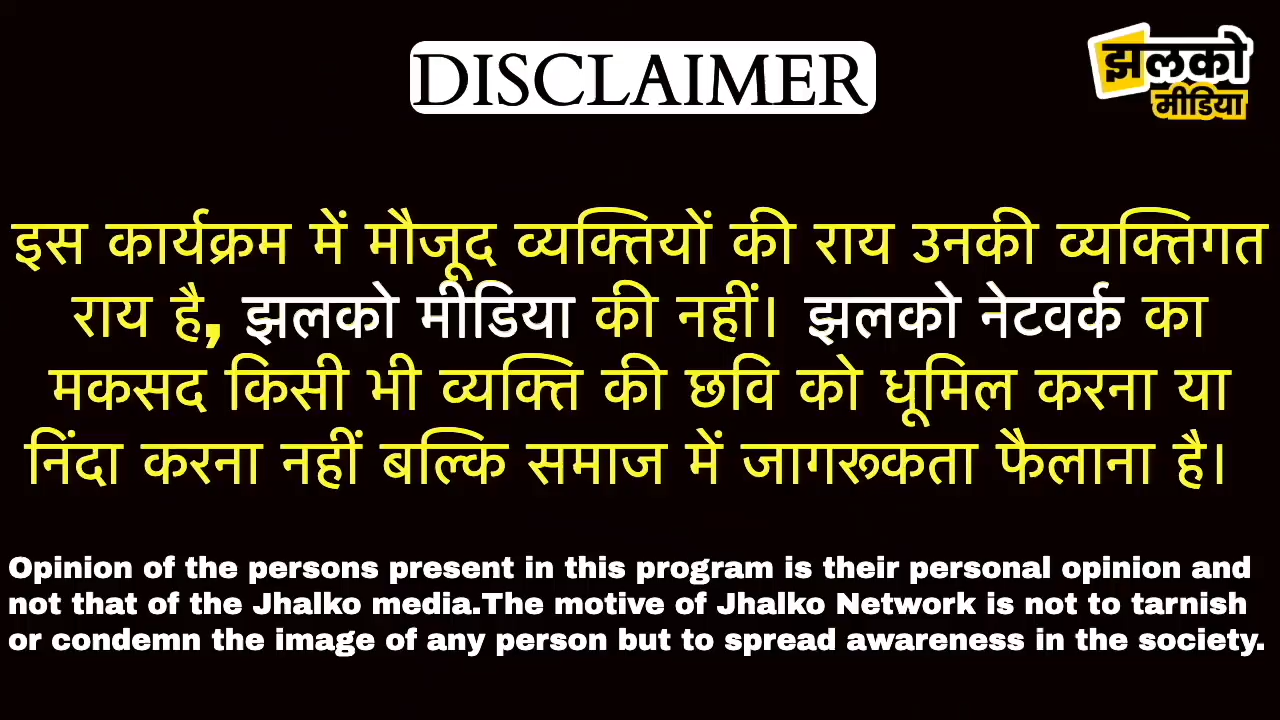 DISCLAIMER
झलको
मीडिया
इस कार्यक्रम में मौजूद व्यक्तियों की राय उनकी व्यक्तिगत
राय है, झलको मीडिया की नहीं। झलको नेटवर्क का
मकसद किसी भी व्यक्ति की छवि को धूमिल करना या
निंदा करना नहीं बल्कि समाज में जागरूकता फैलाना है।
Opinion of the persons present in this program is their personal opinion and
not that of the Jhalko media.The motive of Jhalko Network is not to tarnish
or condemn the image of any person but to spread awareness in the society.